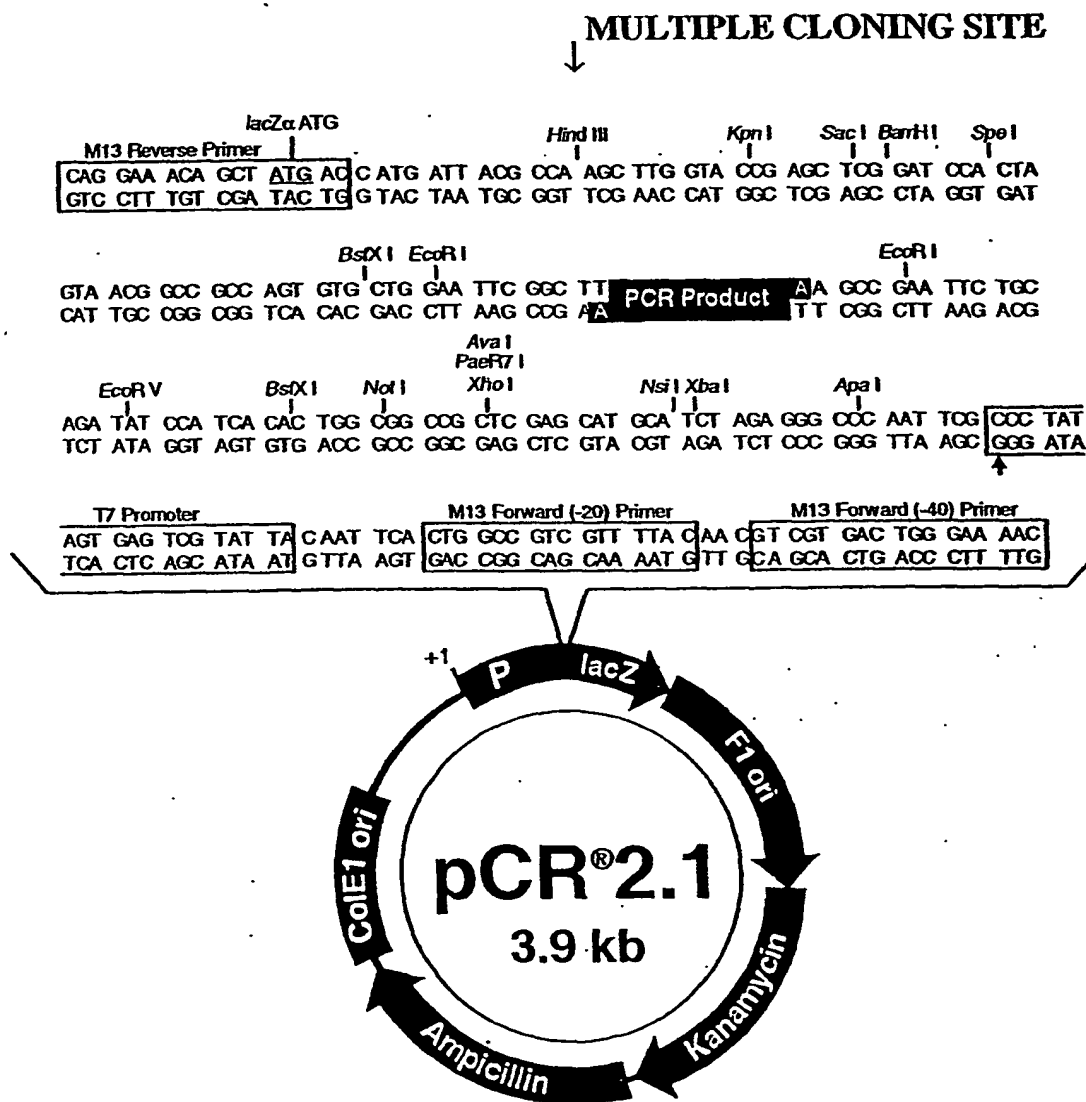 MULTIPLE CLONING SITE
lacZα ATG
M13 Reverse Primer
Hind III Kpn I Sac I BamH I Spe I
CAG GAA ACA GCT ATG AC C ATG ATT ACG CCA AGC TTG GTA CCG AGC TCG GAT CCA CTA
GTC CTT TGT CGA TAC TG G TAC TAA TGC GGT TCG AAC CAT GGC TCG AGC CTA GGT GAT
BstX I EcoR I EcoR I
GTA ACG GCC GCC AGT GTG CTG GAA TTC GGC TT PCR Product A A GCC GAA TTC TGC
CAT TGC CGG CGG TCA CAC GAC CTT AAG CCG A A T T CGG CTT AAG ACG
Ava I
PaeR7 I
EcoR V BstX I Not I Xho I Nsi I Xba I Apa I
AGA TAT CCA TCA CAC TGG CGG CCG CTC GAG CAT GCA TCT AGA GGG CCC AAT TCG CCC TAT
TCT ATA GGT AGT GTG ACC GCC GGC GAG CTC GTA CGT AGA TCT CCC GGG TTA AGC GGG ATA
T7 Promoter M13 Forward (-20) Primer M13 Forward (-40) Primer
AGT GAG TCG TAT TA C AAT TCA CTG GCC GTC GTT TTA C AAC GT CGT GAC TGG GAA AAC
TCA CTC AGC ATA AT G TTA AGT GAC CGG CAG CAA AAT G TTG CA GCA CTG ACC CTT TTG
+1
P
lacZ
F1 ori
ColE1 ori
pCR®2.1
3.9 kb
Kanamycin
Ampicillin